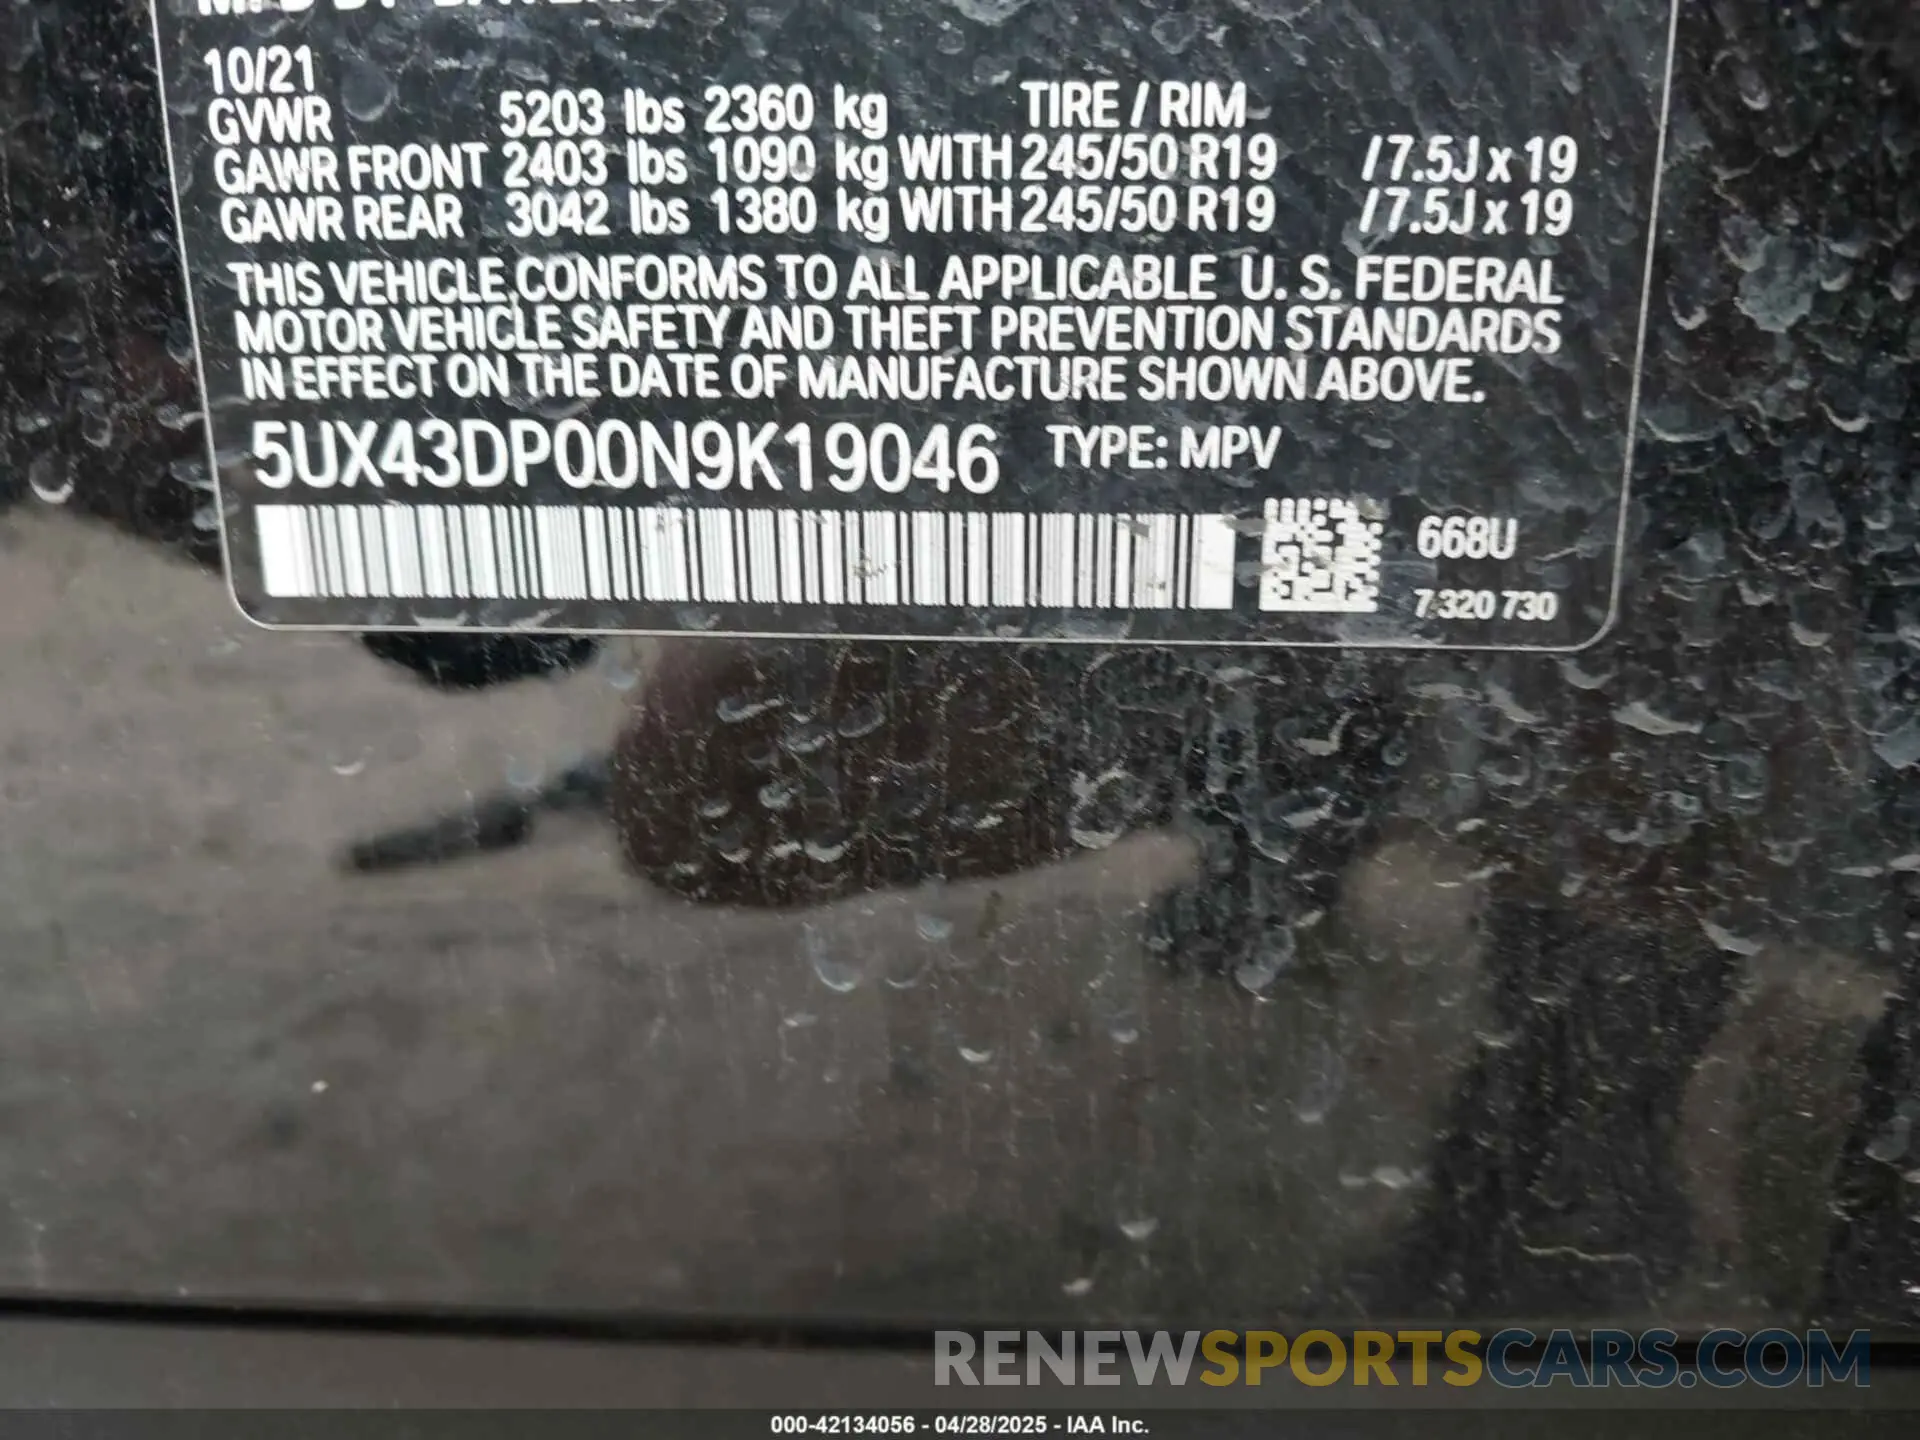 10/21
GVWR 5203 lbs 2360 kg TIRE / RIM
GAWR FRONT 2403 lbs 1090 kg WITH 245/50 R19 / 7.5J x 19
GAWR REAR 3042 lbs 1380 kg WITH 245/50 R19 / 7.5J x 19
THIS VEHICLE CONFORMS TO ALL APPLICABLE U. S. FEDERAL
MOTOR VEHICLE SAFETY AND THEFT PREVENTION STANDARDS
IN EFFECT ON THE DATE OF MANUFACTURE SHOWN ABOVE.
5UX43DP00N9K19046 TYPE: MPV
668U
7 320 730
RENEWSPORTSCARS.COM
000-42134056 - 04/28/2025 - IAA Inc.